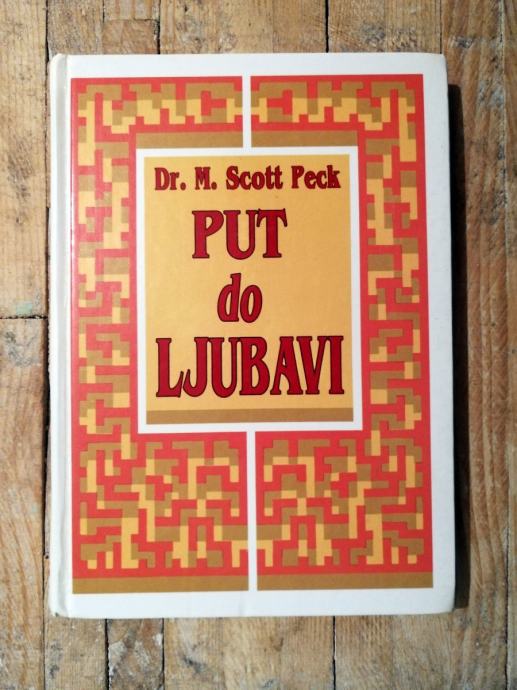 Dr. M. Scott Peck
PUT
do
LJUBAVI